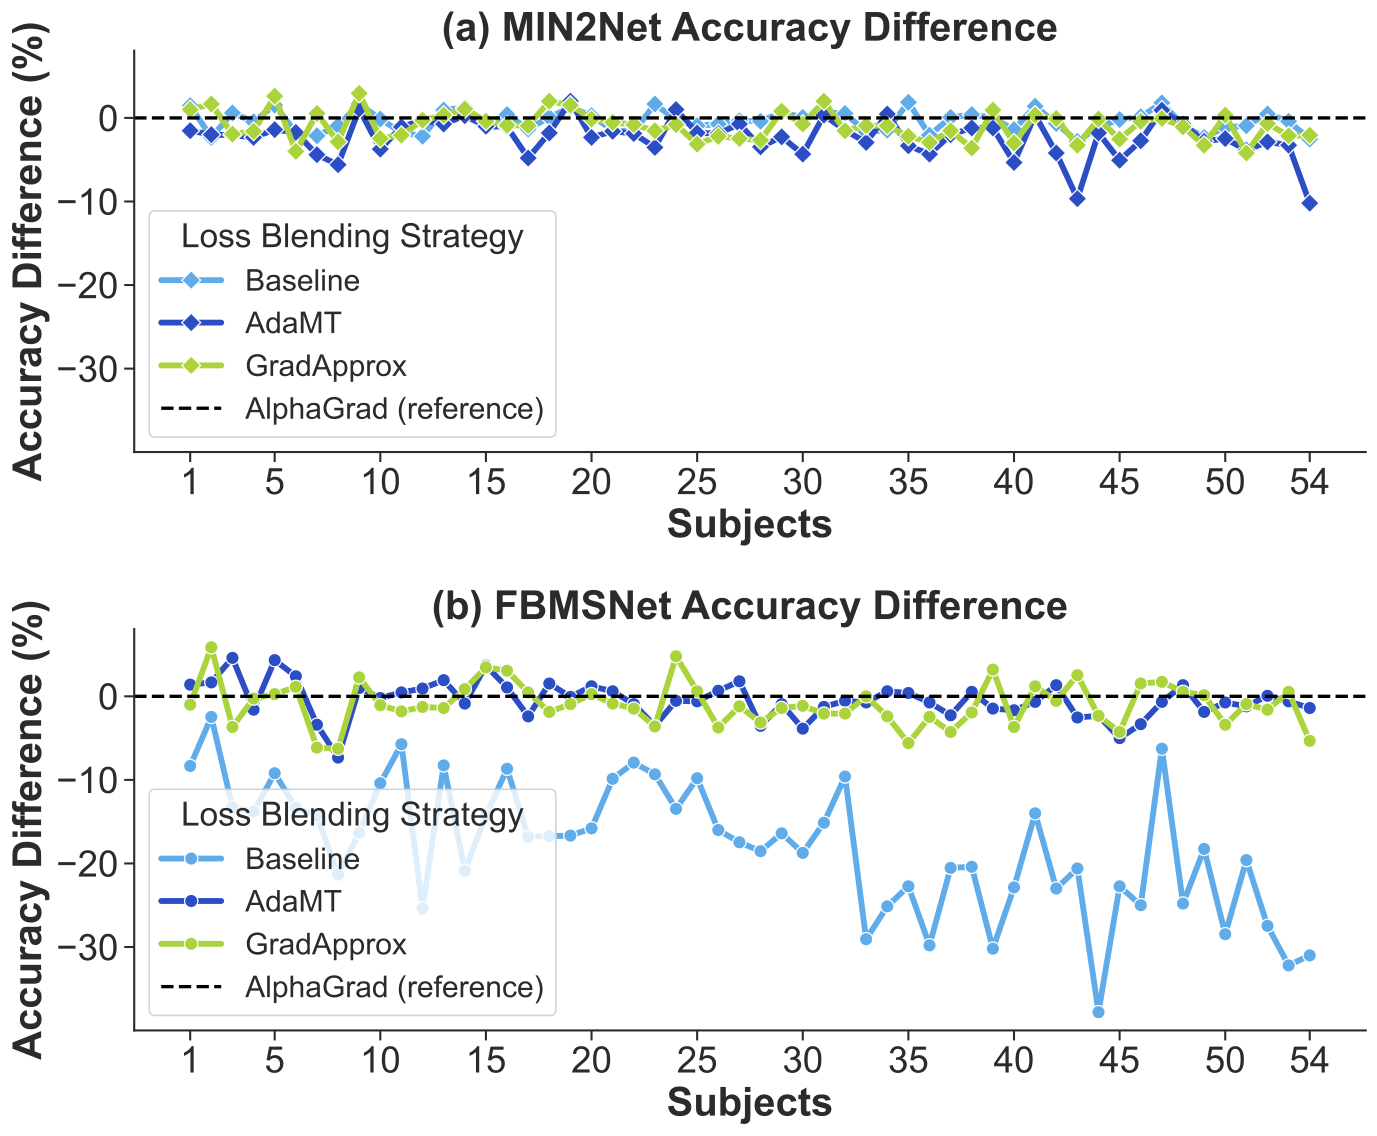 (a) MIN2Net Accuracy Difference
Accuracy Difference (%)
0
−10
−20
−30
Loss Blending Strategy
Baseline
AdaMT
GradApprox
AlphaGrad (reference)
1 5 10 15 20 25 30 35 40 45 50 54
Subjects
(b) FBMSNet Accuracy Difference
Accuracy Difference (%)
0
−10
−20
−30
Loss Blending Strategy
Baseline
AdaMT
GradApprox
AlphaGrad (reference)
1 5 10 15 20 25 30 35 40 45 50 54
Subjects